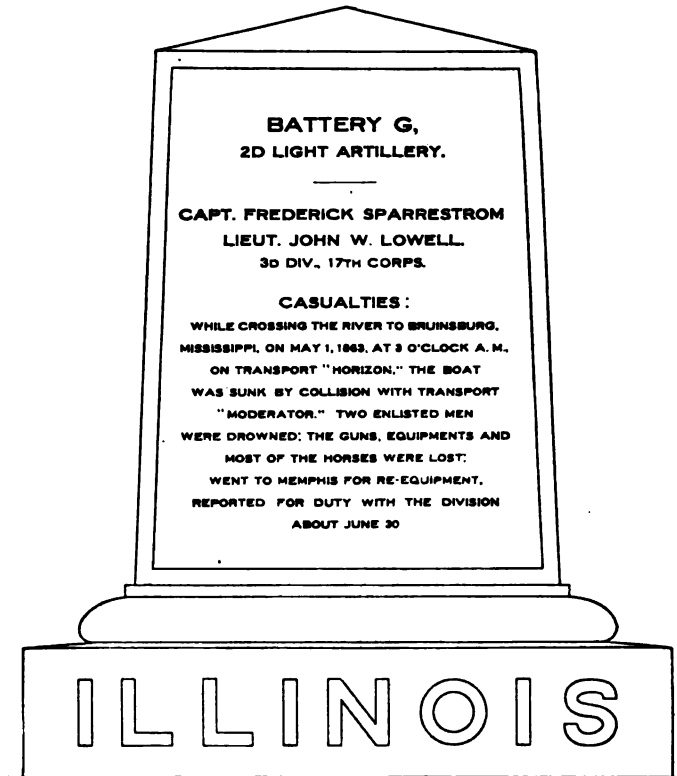 BATTERY G,
2D LIGHT ARTILLERY.
CAPT. FREDERICK SPARRESTROM
LIEUT. JOHN W. LOWELL.
3D DIV., 17TH CORPS.
CASUALTIES:
WHILE CROSSING THE RIVER TO BRUINSBURG,
MISSISSIPPI, ON MAY 1, 1863, AT 3 O'CLOCK A. M.,
ON TRANSPORT "HORIZON," THE BOAT
WAS SUNK BY COLLISION WITH TRANSPORT
"MODERATOR." TWO ENLISTED MEN
WERE DROWNED; THE GUNS, EQUIPMENTS AND
MOST OF THE HORSES WERE LOST;
WENT TO MEMPHIS FOR RE-EQUIPMENT,
REPORTED FOR DUTY WITH THE DIVISION
ABOUT JUNE 30
ILLINOIS